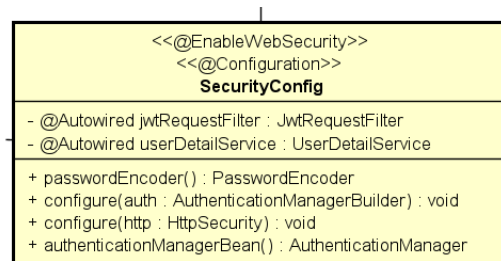 <<@EnableWebSecurity>>
<<@Configuration>>
SecurityConfig
- @Autowired jwtRequestFilter : JwtRequestFilter
- @Autowired userDetailService : UserDetailService
+ passwordEncoder() : PasswordEncoder
+ configure(auth : AuthenticationManagerBuilder) : void
+ configure(http : HttpSecurity) : void
+ authenticationManagerBean() : AuthenticationManager